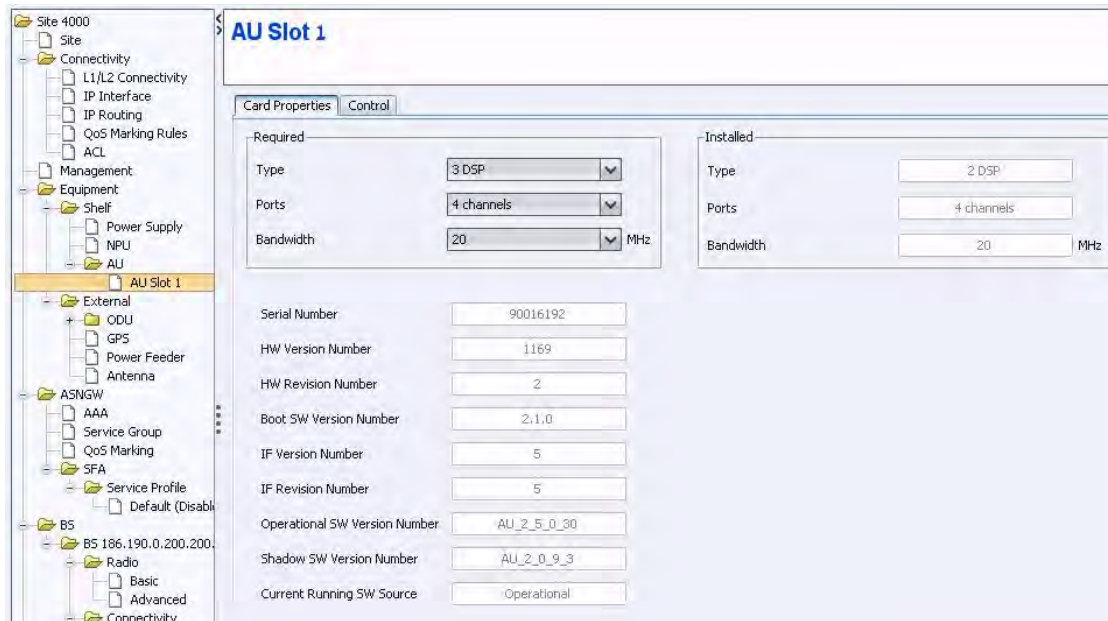 Site 4000
Site
Connectivity
L1/L2 Connectivity
IP Interface
IP Routing
QoS Marking Rules
ACL
Management
Equipment
Shelf
Power Supply
NPU
AU
AU Slot 1
External
ODU
GPS
Power Feeder
Antenna
ASNGW
AAA
Service Group
QoS Marking
SFA
Service Profile
Default (Disabl
BS
BS 186.190.0.200.200.
Radio
Basic
Advanced
Connectivity
AU Slot 1
Card Properties Control
Required
Type 3 DSP
Ports 4 channels
Bandwidth 20 MHz
Installed
Type 2 DSP
Ports 4 channels
Bandwidth 20 MHz
Serial Number 90016192
HW Version Number 1169
HW Revision Number 2
Boot SW Version Number 2.1.0
IF Version Number 5
IF Revision Number 5
Operational SW Version Number AU_2_5_0_30
Shadow SW Version Number AU_2_0_9_3
Current Running SW Source Operational